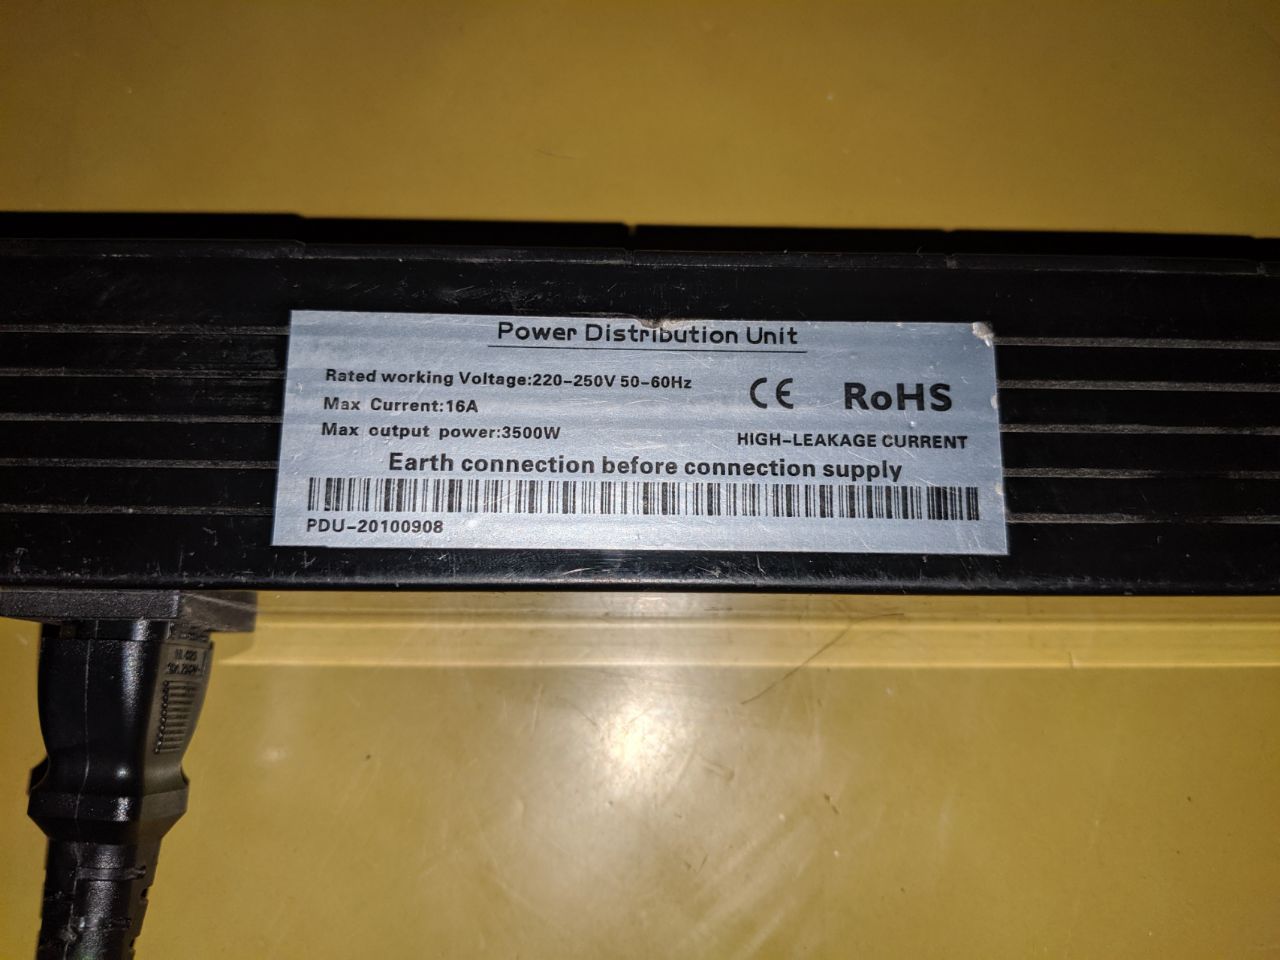 Power Distribution Unit
Rated working Voltage:220-250V 50-60Hz
Max Current:16A
Max output power:3500W
CE RoHS
HIGH-LEAKAGE CURRENT
Earth connection before connection supply
PDU-20100908